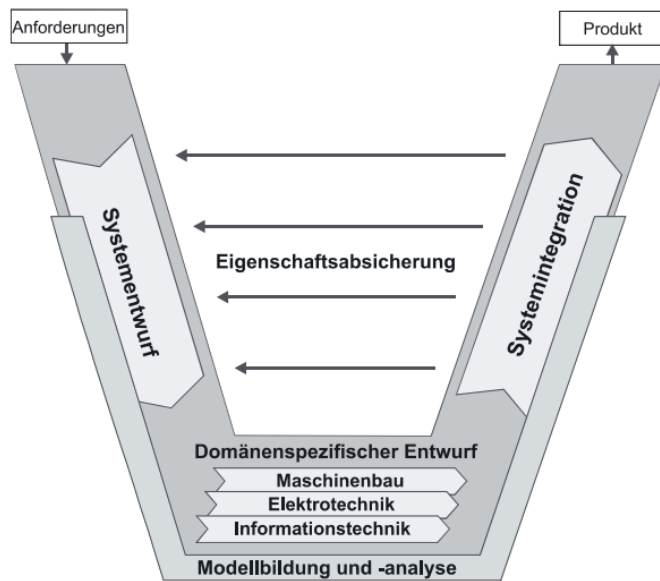 Anforderungen
Produkt
Systementwurf
Eigenschaftsabsicherung
Systemintegration
Domänenspezifischer Entwurf
Maschinenbau
Elektrotechnik
Informationstechnik
Modellbildung und -analyse